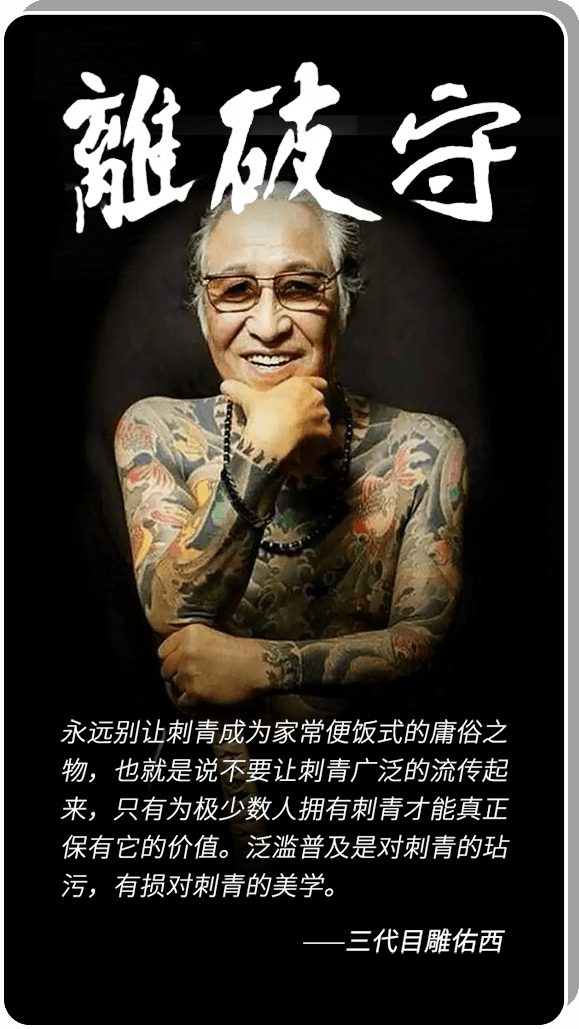 離破守
永远别让刺青成为家常便饭式的庸俗之
物，也就是说不要让刺青广泛的流传起
来，只有为极少数人拥有刺青才能真正
保有它的价值。泛滥普及是对刺青的玷
污，有损对刺青的美学。
——三代目雕佑西